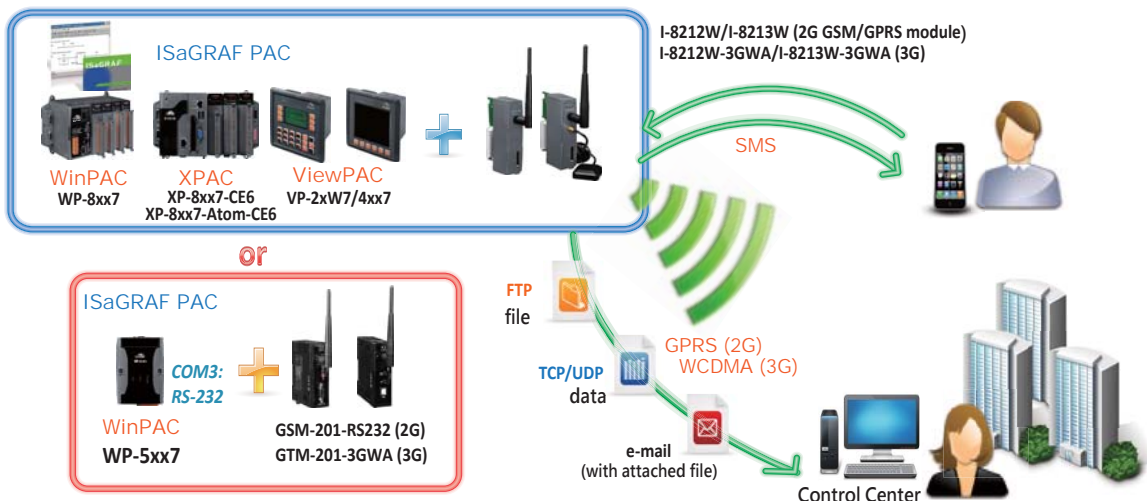 ISaGRAF PAC
I-8212W/I-8213W (2G GSM/GPRS module)
I-8212W-3GWA/I-8213W-3GWA (3G)
WinPAC
WP-8xx7
XPAC
XP-8xx7-CE6
XP-8xx7-Atom-CE6
ViewPAC
VP-2xW7/4xx7
SMS
or
ISaGRAF PAC
COM3:
RS-232
WinPAC
WP-5xx7
GSM-201-RS232 (2G)
GTM-201-3GWA (3G)
FTP
file
GPRS (2G)
WCDMA (3G)
TCP/UDP
data
e-mail
(with attached file)
Control Center